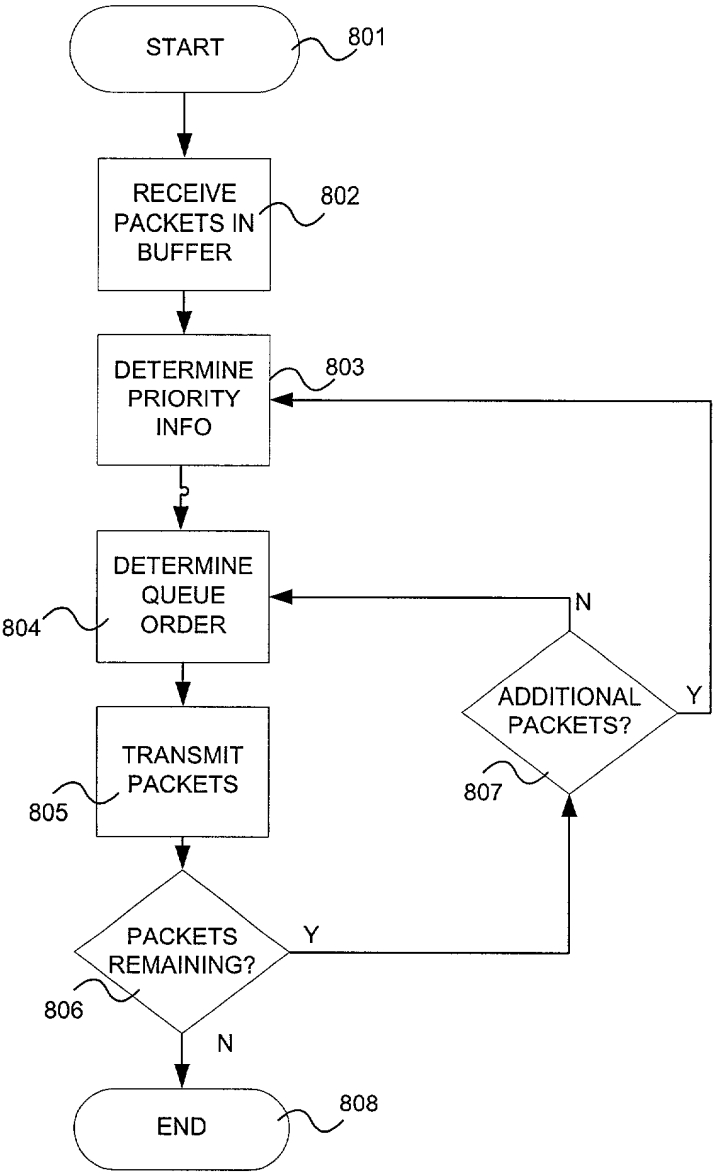 START
801
RECEIVE
PACKETS IN
BUFFER
802
DETERMINE
PRIORITY
INFO
803
DETERMINE
QUEUE
ORDER
804
N
ADDITIONAL
PACKETS?
Y
807
TRANSMIT
PACKETS
805
PACKETS
REMAINING?
Y
806
N
END
808